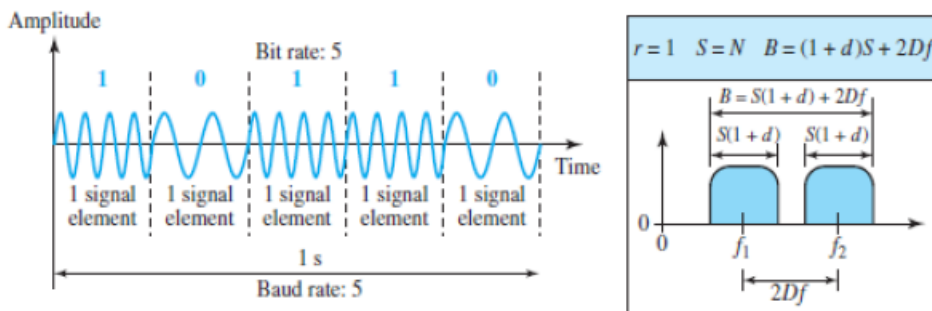 Amplitude
Bit rate: 5
1 0 1 1 0
Time
1 signal 1 signal 1 signal 1 signal 1 signal
element element element element element
1 s
Baud rate: 5
r = 1 S = N B = (1 + d)S + 2Df
B = S(1 + d) + 2Df
S(1 + d) S(1 + d)
0
0 f₁ f₂
2Df